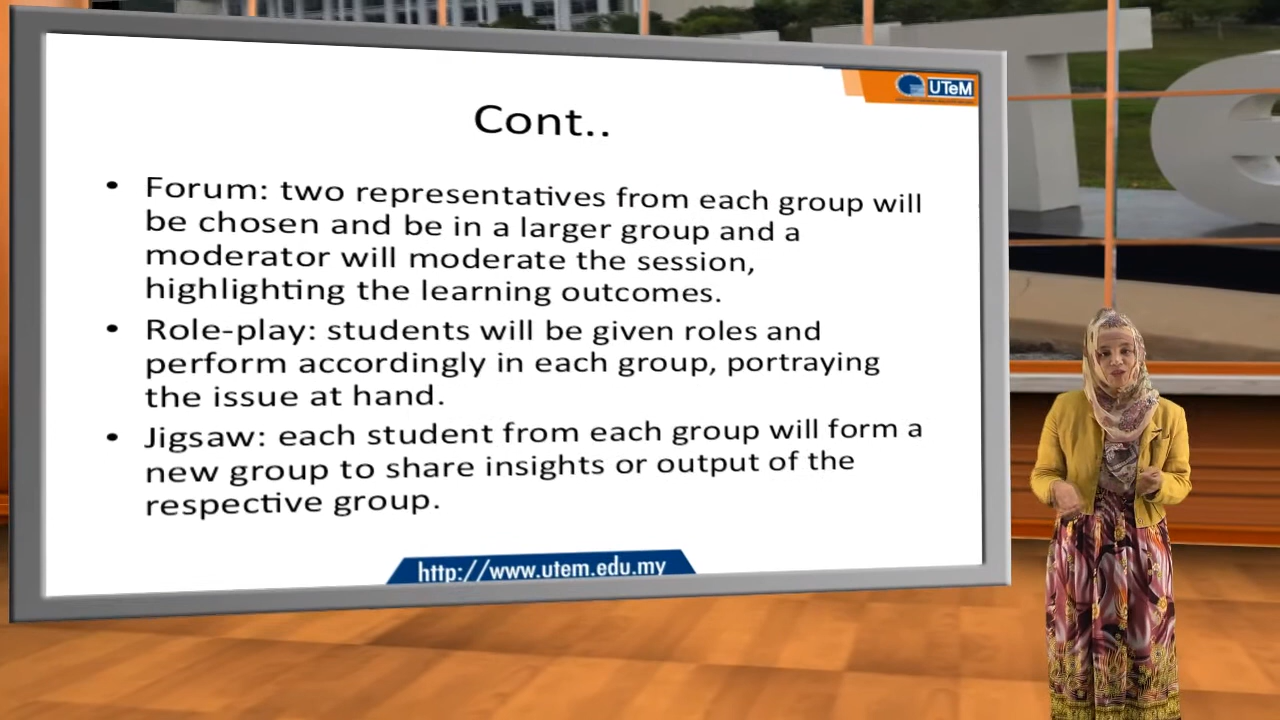 UTeM
Cont..
• Forum: two representatives from each group will
be chosen and be in a larger group and a
moderator will moderate the session,
highlighting the learning outcomes.
• Role-play: students will be given roles and
perform accordingly in each group, portraying
the issue at hand.
• Jigsaw: each student from each group will form a
new group to share insights or output of the
respective group.
http://www.utem.edu.my
Te